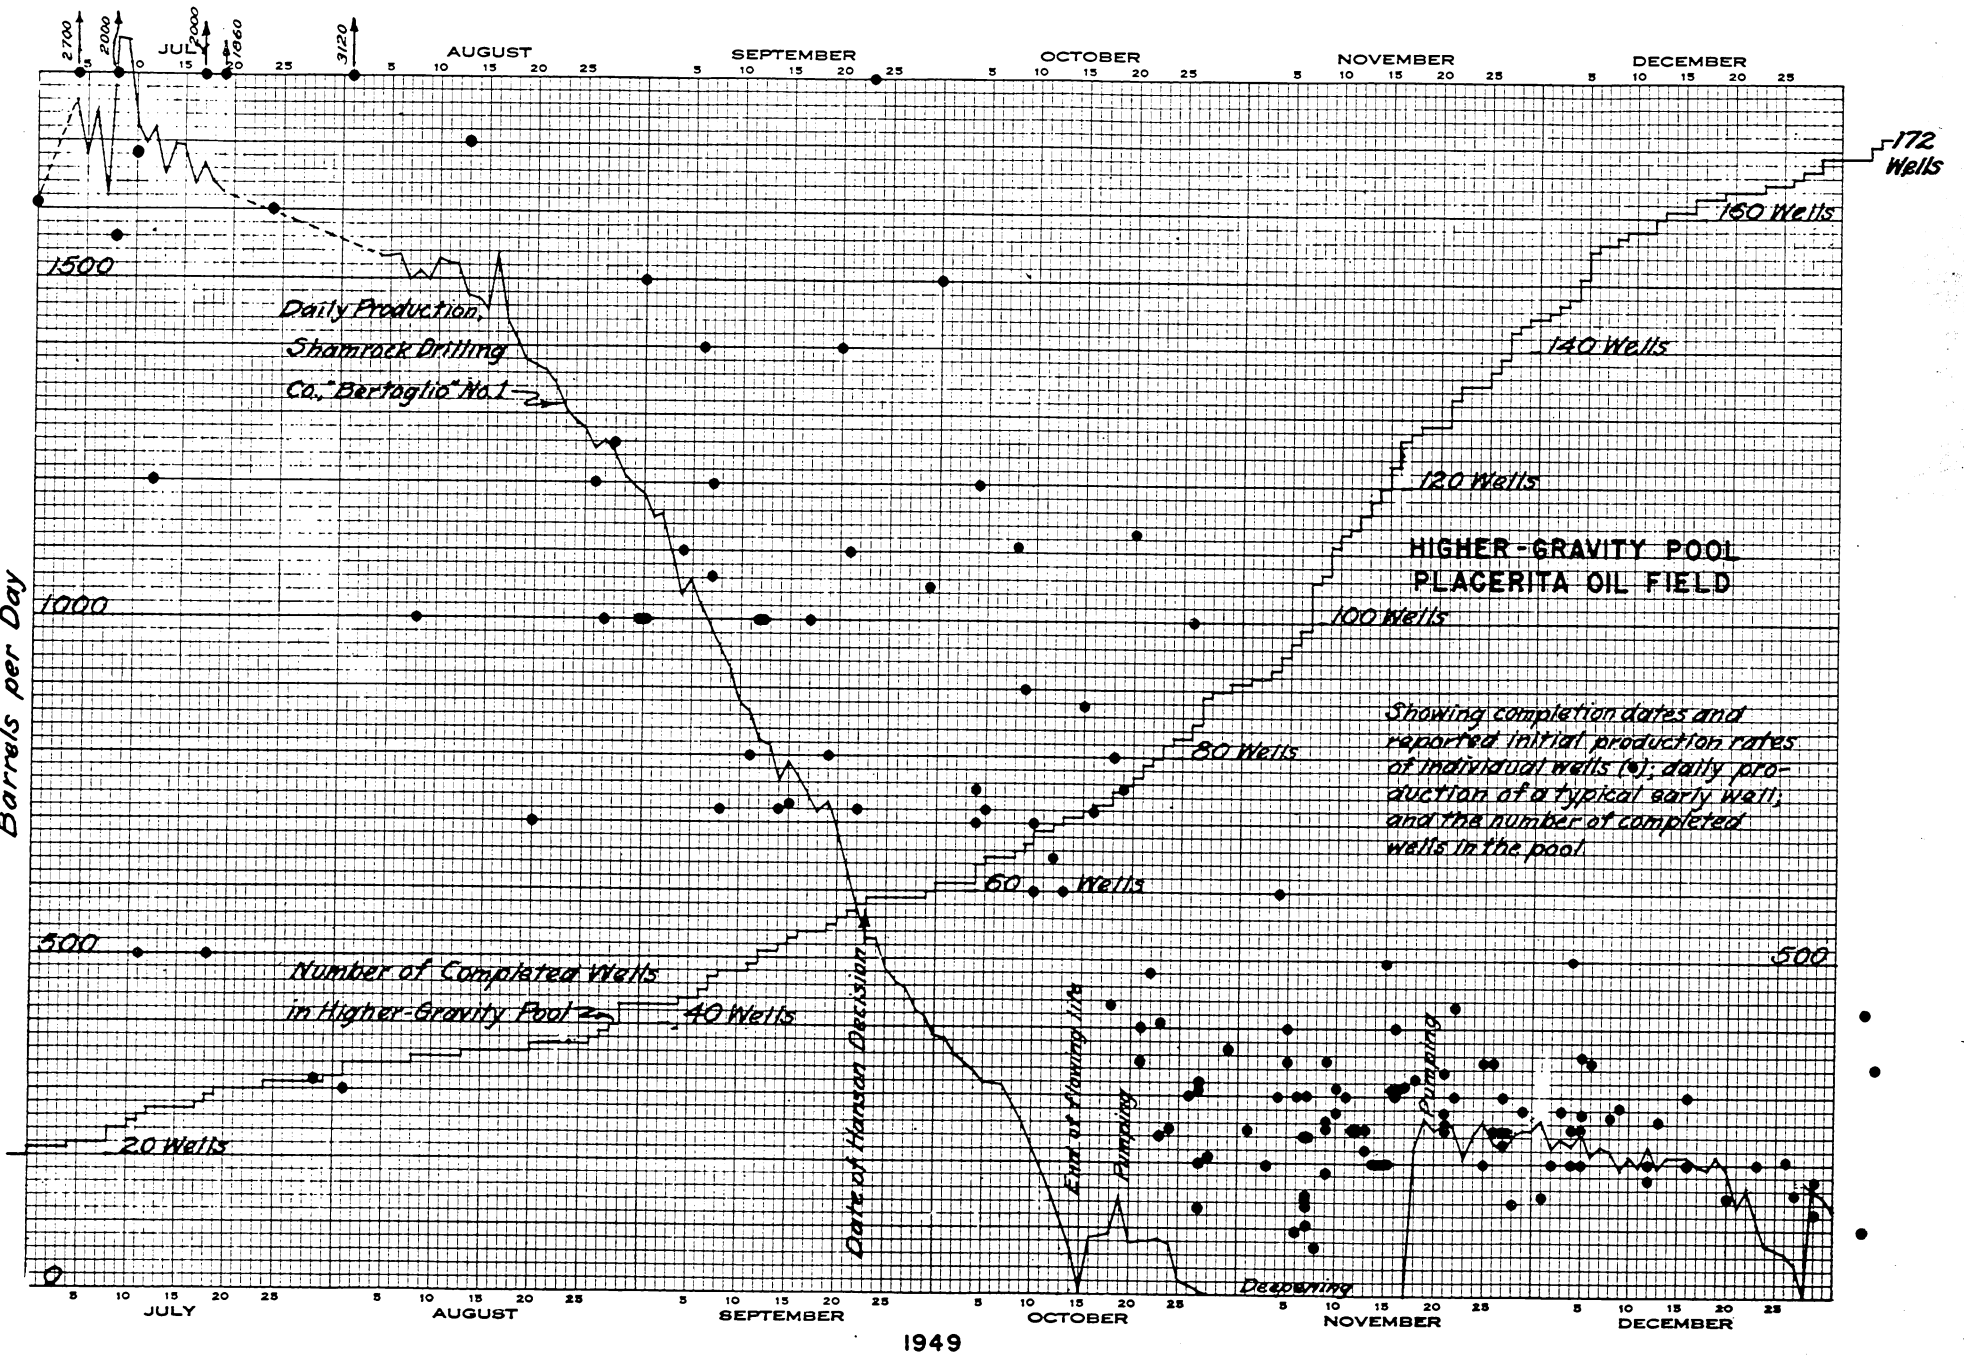 2700
2000
2000
1860
3120
JULY AUGUST SEPTEMBER OCTOBER NOVEMBER DECEMBER
5 10 15 20 25 5 10 15 20 25 5 10 15 20 25 5 10 15 20 25 5 10 15 20 25 5 10 15 20 25
172
Wells
160 Wells
1500
Daily Production,
Shamrock Drilling
Co., "Bertoglio" No. 1
140 Wells
120 Wells
HIGHER-GRAVITY POOL
PLACERITA OIL FIELD
1000
100 Wells
Barrels per Day
Showing completion dates and
reported initial production rates
of individual wells (•); daily pro-
duction of a typical early well;
and the number of completed
wells in the pool.
80 Wells
60 Wells
500
500
Number of Completed Wells
in Higher-Gravity Pool
40 Wells
Date of Hanson Decision
End of flowing life
Pumping
Pumping
20 Wells
0
Deepening
5 10 15 20 25 5 10 15 20 25 5 10 15 20 25 5 10 15 20 25 5 10 15 20 25 5 10 15 20 25
JULY AUGUST SEPTEMBER OCTOBER NOVEMBER DECEMBER
1949